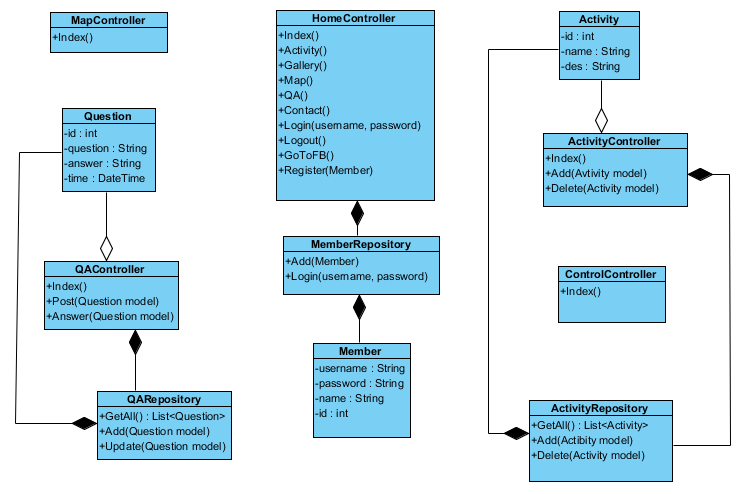 MapController
+Index()
HomeController
+Index()
+Activity()
+Gallery()
+Map()
+QA()
+Contact()
+Login(username, password)
+Logout()
+GoToFB()
+Register(Member)
Activity
-id : int
-name : String
-des : String
Question
-id : int
-question : String
-answer : String
-time : DateTime
ActivityController
+Index()
+Add(Avtivity model)
+Delete(Activity model)
MemberRepository
+Add(Member)
+Login(username, password)
QAController
+Index()
+Post(Question model)
+Answer(Question model)
ControlController
+Index()
Member
-username : String
-password : String
-name : String
-id : int
QARepository
+GetAll() : List<Question>
+Add(Question model)
+Update(Question model)
ActivityRepository
+GetAll() : List<Activity>
+Add(Actibity model)
+Delete(Activity model)